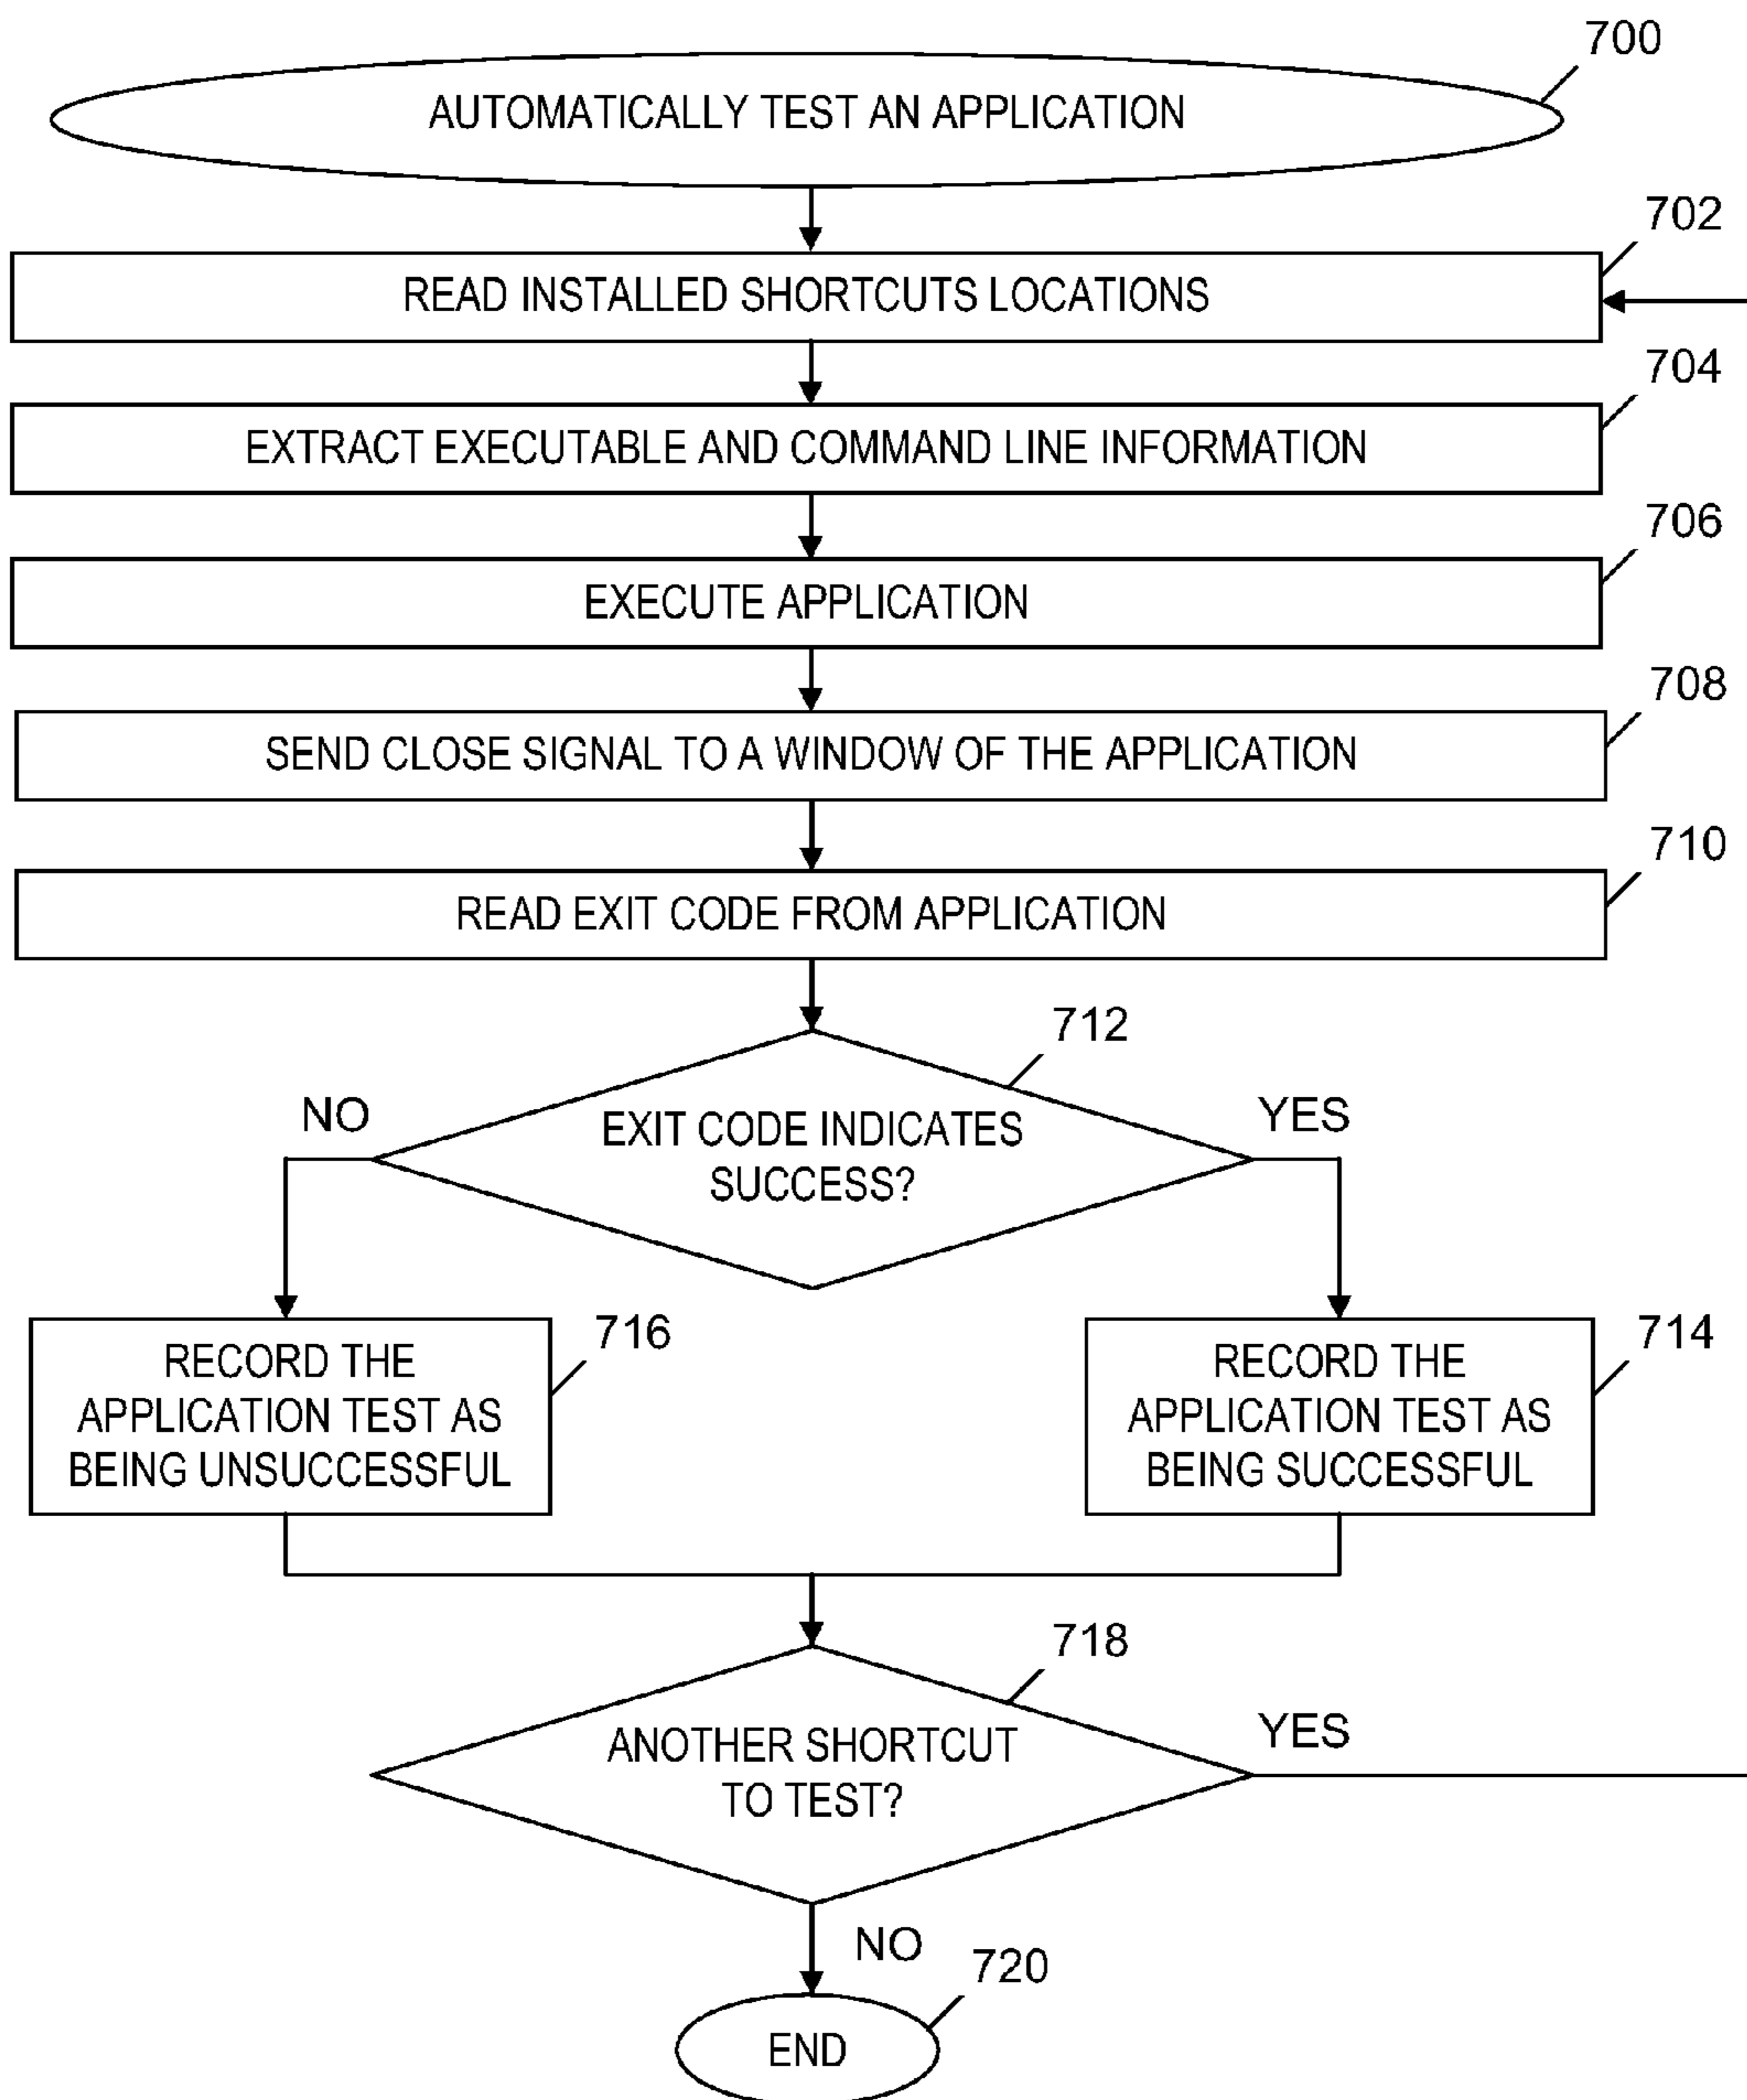 700
AUTOMATICALLY TEST AN APPLICATION
702
READ INSTALLED SHORTCUTS LOCATIONS
704
EXTRACT EXECUTABLE AND COMMAND LINE INFORMATION
706
EXECUTE APPLICATION
708
SEND CLOSE SIGNAL TO A WINDOW OF THE APPLICATION
710
READ EXIT CODE FROM APPLICATION
712
NO
YES
EXIT CODE INDICATES
SUCCESS?
716
RECORD THE
APPLICATION TEST AS
BEING UNSUCCESSFUL
714
RECORD THE
APPLICATION TEST AS
BEING SUCCESSFUL
718
YES
ANOTHER SHORTCUT
TO TEST?
NO
720
END